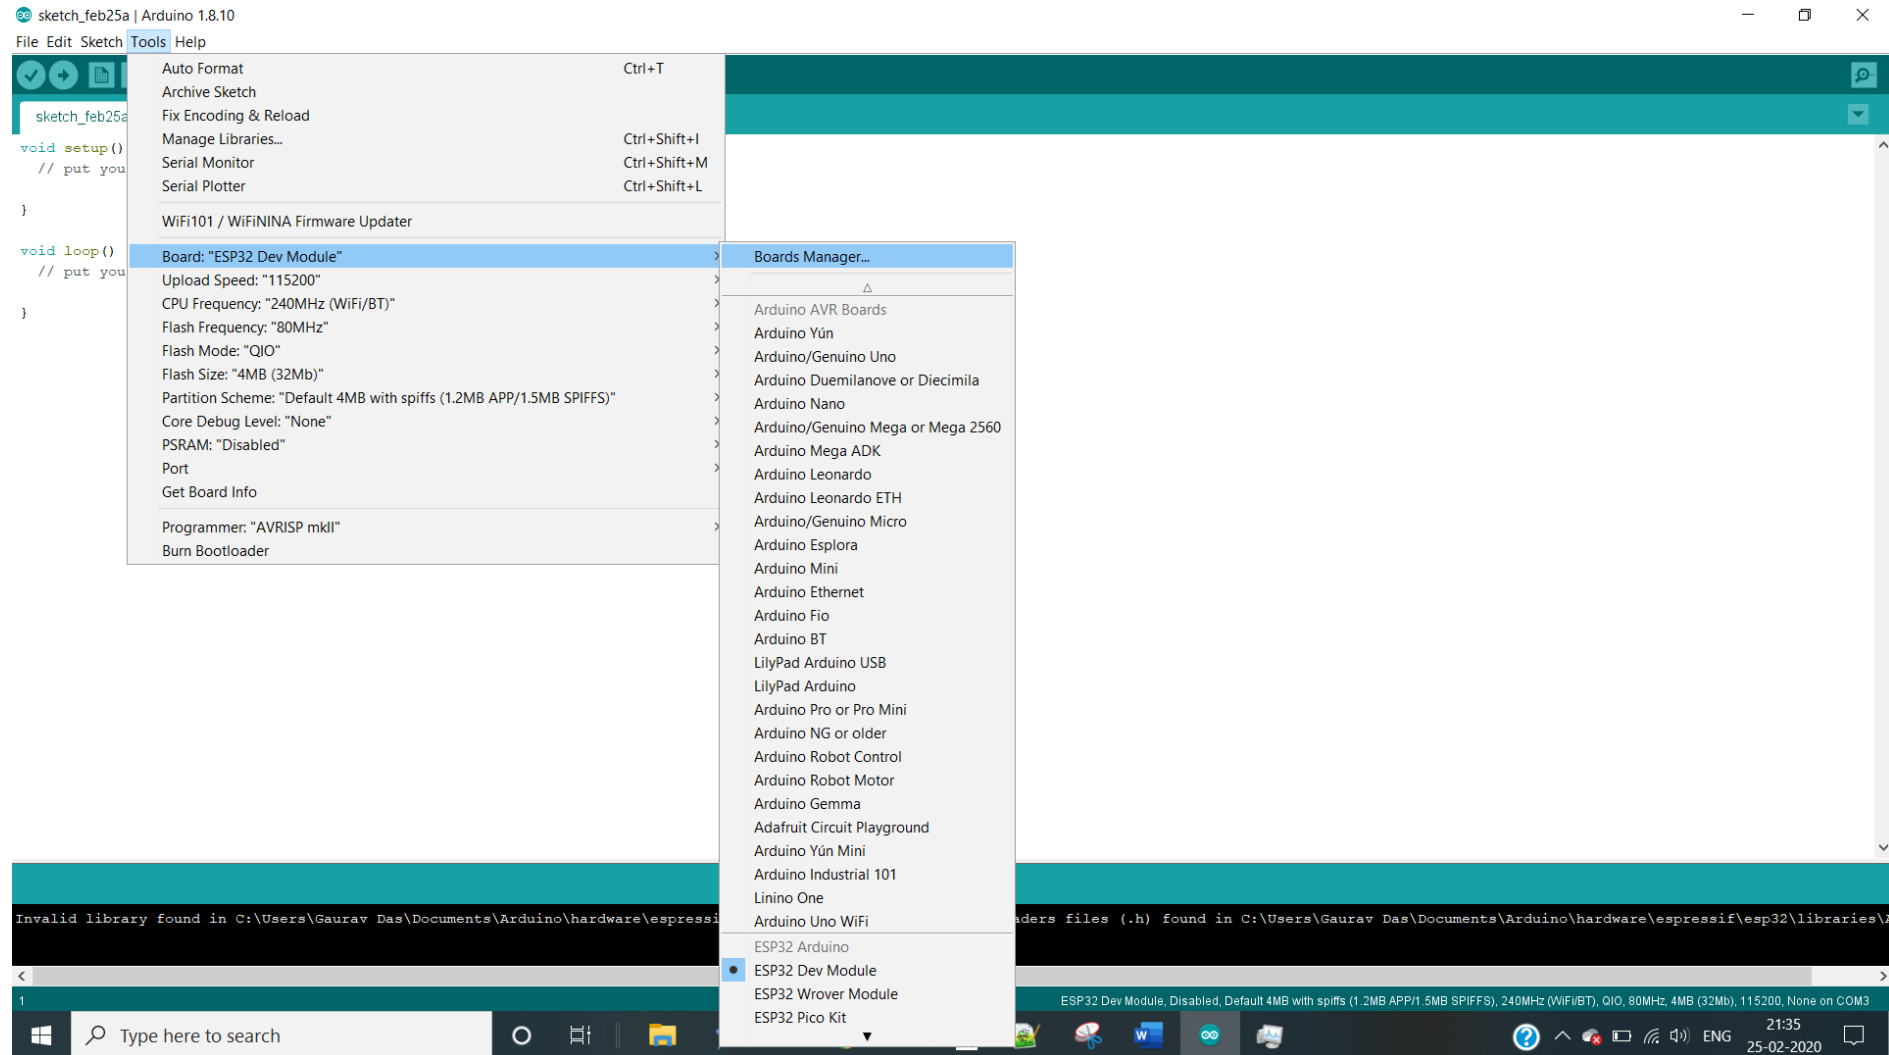 sketch_feb25a | Arduino 1.8.10
File Edit Sketch Tools Help
sketch_feb25a
void setup()
// put you
}
void loop()
// put you
}
Auto Format Ctrl+T
Archive Sketch
Fix Encoding & Reload
Manage Libraries... Ctrl+Shift+I
Serial Monitor Ctrl+Shift+M
Serial Plotter Ctrl+Shift+L
WiFi101 / WiFiNINA Firmware Updater
Board: "ESP32 Dev Module"
Upload Speed: "115200"
CPU Frequency: "240MHz (WiFi/BT)"
Flash Frequency: "80MHz"
Flash Mode: "QIO"
Flash Size: "4MB (32Mb)"
Partition Scheme: "Default 4MB with spiffs (1.2MB APP/1.5MB SPIFFS)"
Core Debug Level: "None"
PSRAM: "Disabled"
Port
Get Board Info
Programmer: "AVRISP mkII"
Burn Bootloader
Boards Manager...
Arduino AVR Boards
Arduino Yún
Arduino/Genuino Uno
Arduino Duemilanove or Diecimila
Arduino Nano
Arduino/Genuino Mega or Mega 2560
Arduino Mega ADK
Arduino Leonardo
Arduino Leonardo ETH
Arduino/Genuino Micro
Arduino Esplora
Arduino Mini
Arduino Ethernet
Arduino Fio
Arduino BT
LilyPad Arduino USB
LilyPad Arduino
Arduino Pro or Pro Mini
Arduino NG or older
Arduino Robot Control
Arduino Robot Motor
Arduino Gemma
Adafruit Circuit Playground
Arduino Yún Mini
Arduino Industrial 101
Linino One
Arduino Uno WiFi
ESP32 Arduino
ESP32 Dev Module
ESP32 Wrover Module
ESP32 Pico Kit
Invalid library found in C:\Users\Gaurav Das\Documents\Arduino\hardware\espressi aders files (.h) found in C:\Users\Gaurav Das\Documents\Arduino\hardware\espressif\esp32\libraries\
1 ESP32 Dev Module, Disabled, Default 4MB with spiffs (1.2MB APP/1.5MB SPIFFS), 240MHz (WiFi/BT), QIO, 80MHz, 4MB (32Mb), 115200, None on COM3
Type here to search
W
ENG
21:35
25-02-2020